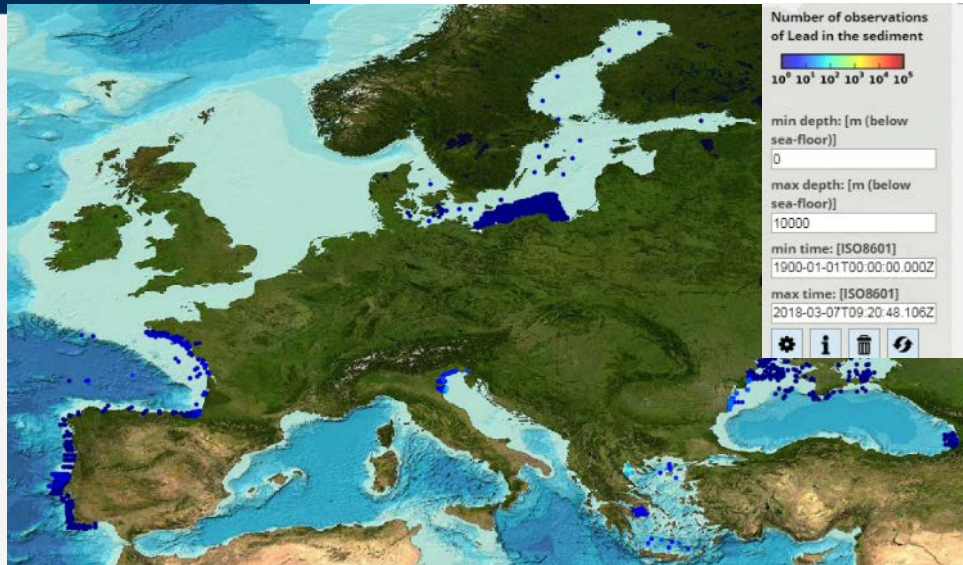 Number of observations
of Lead in the sediment
10⁰ 10¹ 10² 10³ 10⁴ 10⁵
min depth: [m (below
sea-floor)]
0
max depth: [m (below
sea-floor)]
10000
min time: [ISO8601]
1900-01-01T00:00:00.000Z
max time: [ISO8601]
2018-03-07T09:20:48.106Z